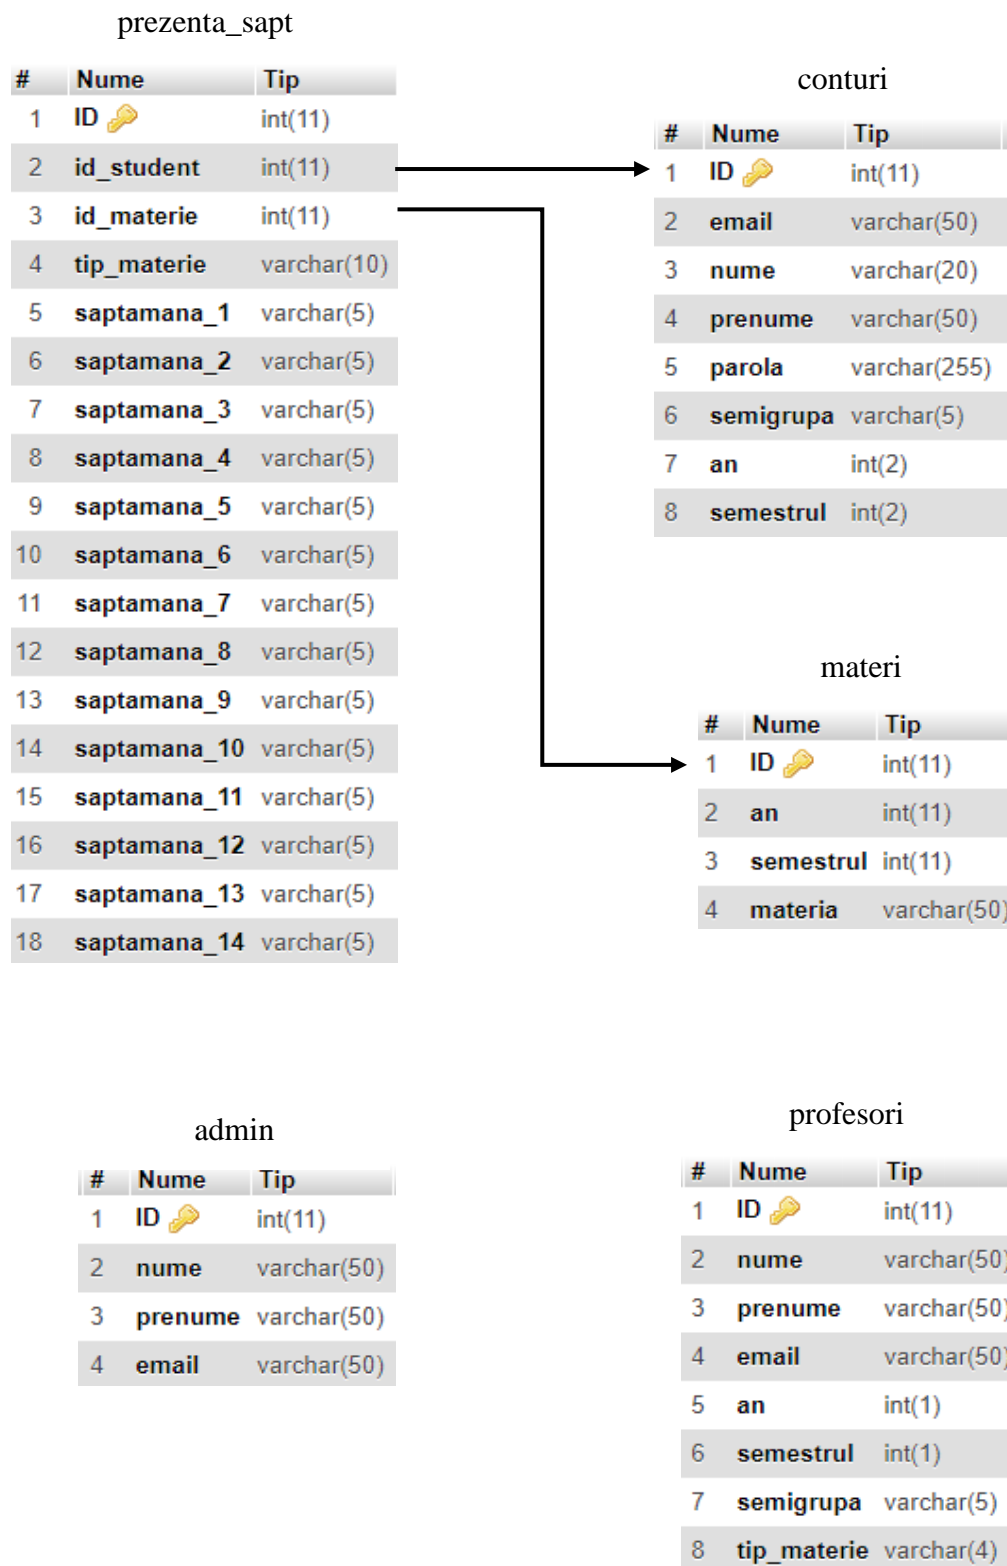 prezenta_sapt
# Nume Tip
1 ID int(11)
2 id_student int(11)
3 id_materie int(11)
4 tip_materie varchar(10)
5 saptamana_1 varchar(5)
6 saptamana_2 varchar(5)
7 saptamana_3 varchar(5)
8 saptamana_4 varchar(5)
9 saptamana_5 varchar(5)
10 saptamana_6 varchar(5)
11 saptamana_7 varchar(5)
12 saptamana_8 varchar(5)
13 saptamana_9 varchar(5)
14 saptamana_10 varchar(5)
15 saptamana_11 varchar(5)
16 saptamana_12 varchar(5)
17 saptamana_13 varchar(5)
18 saptamana_14 varchar(5)
conturi
# Nume Tip
1 ID int(11)
2 email varchar(50)
3 nume varchar(20)
4 prenume varchar(50)
5 parola varchar(255)
6 semigrupa varchar(5)
7 an int(2)
8 semestrul int(2)
materi
# Nume Tip
1 ID int(11)
2 an int(11)
3 semestrul int(11)
4 materia varchar(50)
admin
# Nume Tip
1 ID int(11)
2 nume varchar(50)
3 prenume varchar(50)
4 email varchar(50)
profesori
# Nume Tip
1 ID int(11)
2 nume varchar(50)
3 prenume varchar(50)
4 email varchar(50)
5 an int(1)
6 semestrul int(1)
7 semigrupa varchar(5)
8 tip_materie varchar(4)